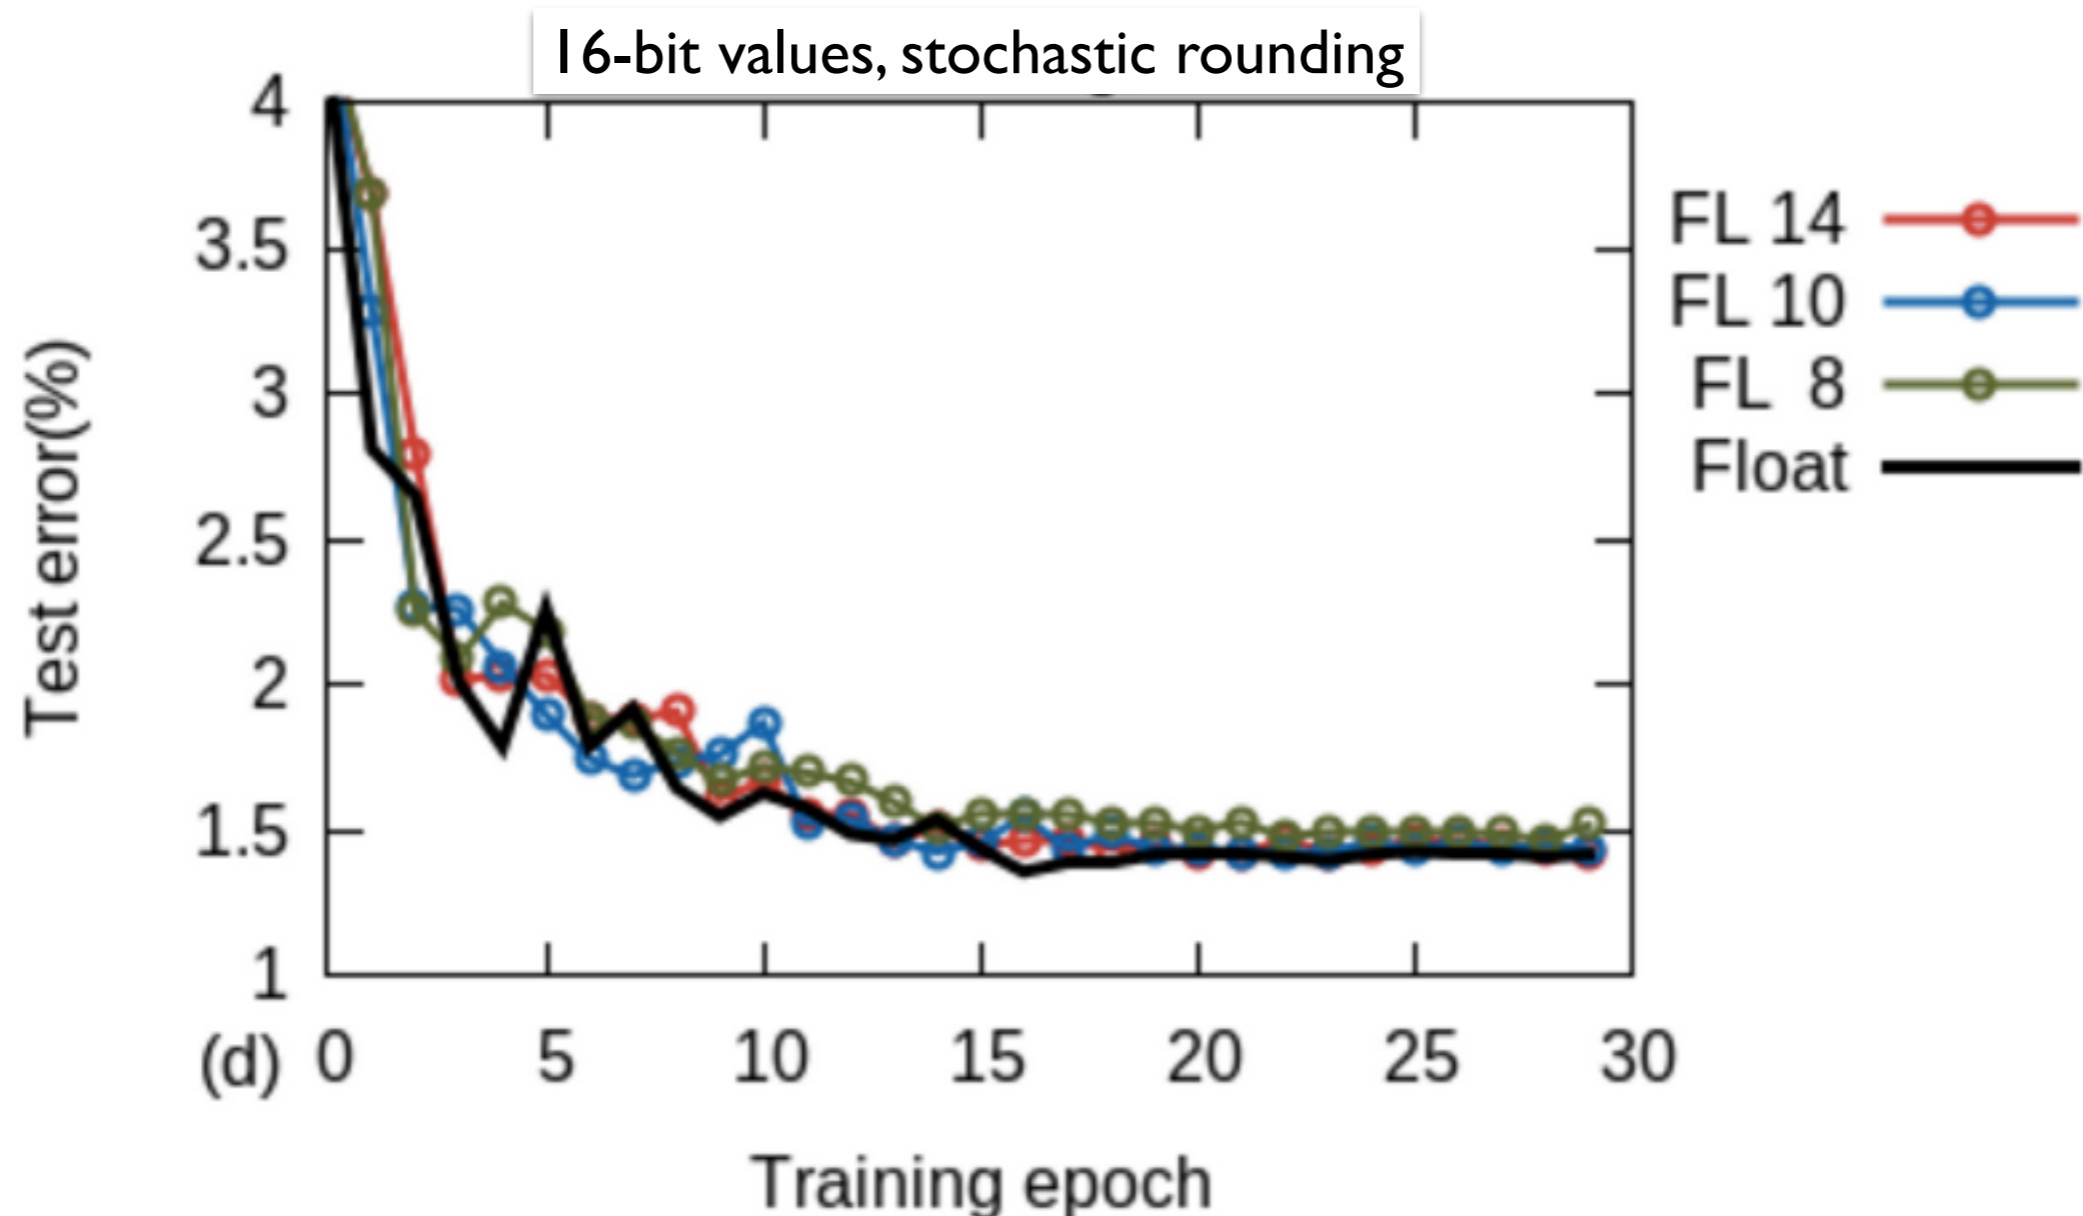 16-bit values, stochastic rounding
4
3.5
3
2.5
2
1.5
1
Test error(%)
FL 14
FL 10
FL 8
Float
(d) 0 5 10 15 20 25 30
Training epoch